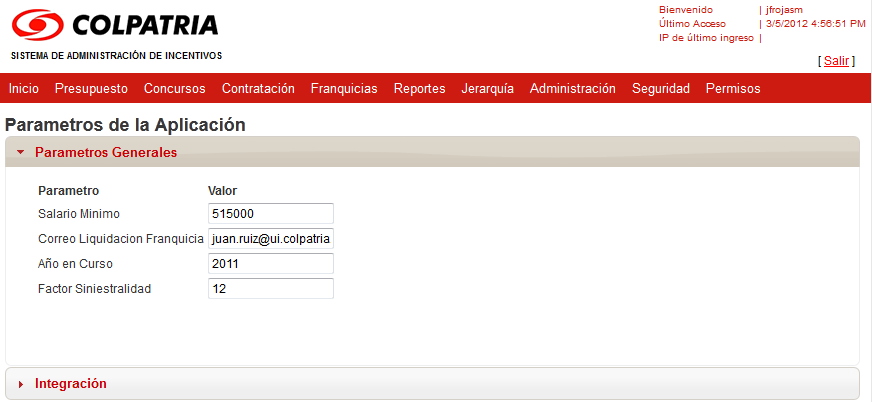 COLPATRIA
SISTEMA DE ADMINISTRACIÓN DE INCENTIVOS
Bienvenido | jfrojasm
Último Acceso | 3/5/2012 4:56:51 PM
IP de último ingreso |
[ Salir ]
Inicio Presupuesto Concursos Contratación Franquicias Reportes Jerarquía Administración Seguridad Permisos
Parametros de la Aplicación
Parametros Generales
Parametro Valor
Salario Minimo 515000
Correo Liquidacion Franquicia juan.ruiz@ui.colpatria
Año en Curso 2011
Factor Siniestralidad 12
Integración